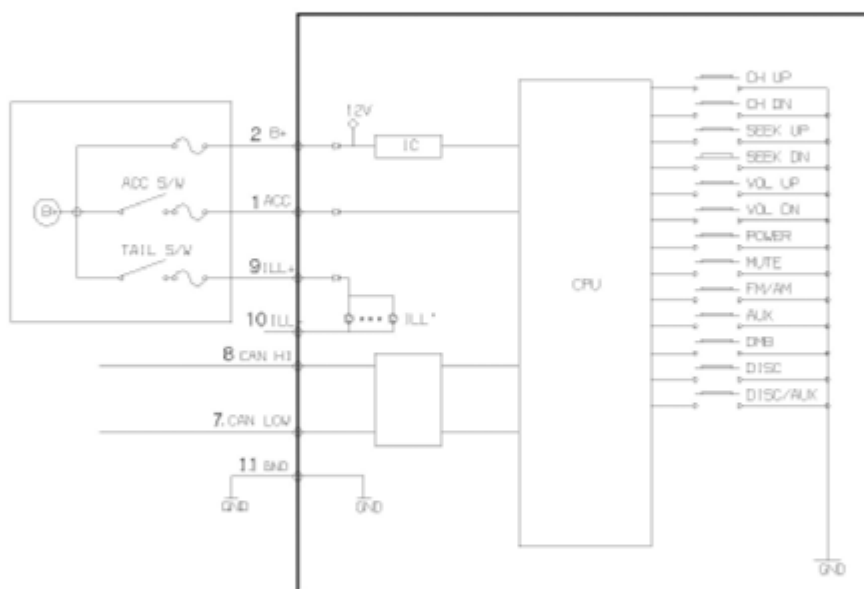 12V
2 B+
IC
ACC S/W
B+
1 ACC
TAIL S/W
9 ILL+
10 ILL-
ILL"
8 CAN HI
7. CAN LOW
11 GND
GND
GND
CPU
CH UP
CH DN
SEEK UP
SEEK DN
VOL UP
VOL DN
POWER
MUTE
FM/AM
AUX
DMB
DISC
DISC/AUX
GND